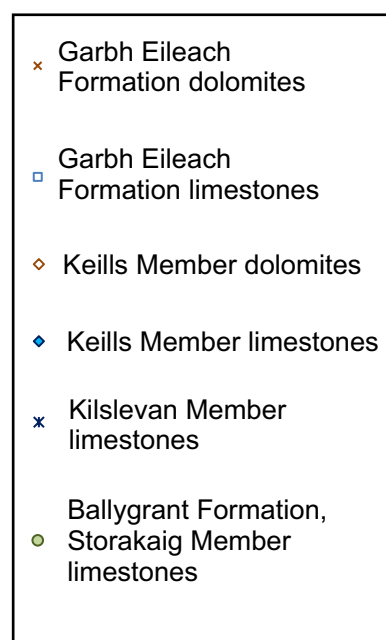 Garbh Eileach
Formation dolomites
Garbh Eileach
Formation limestones
Keills Member dolomites
Keills Member limestones
Kilslevan Member
limestones
Ballygrant Formation,
Storakaig Member
limestones